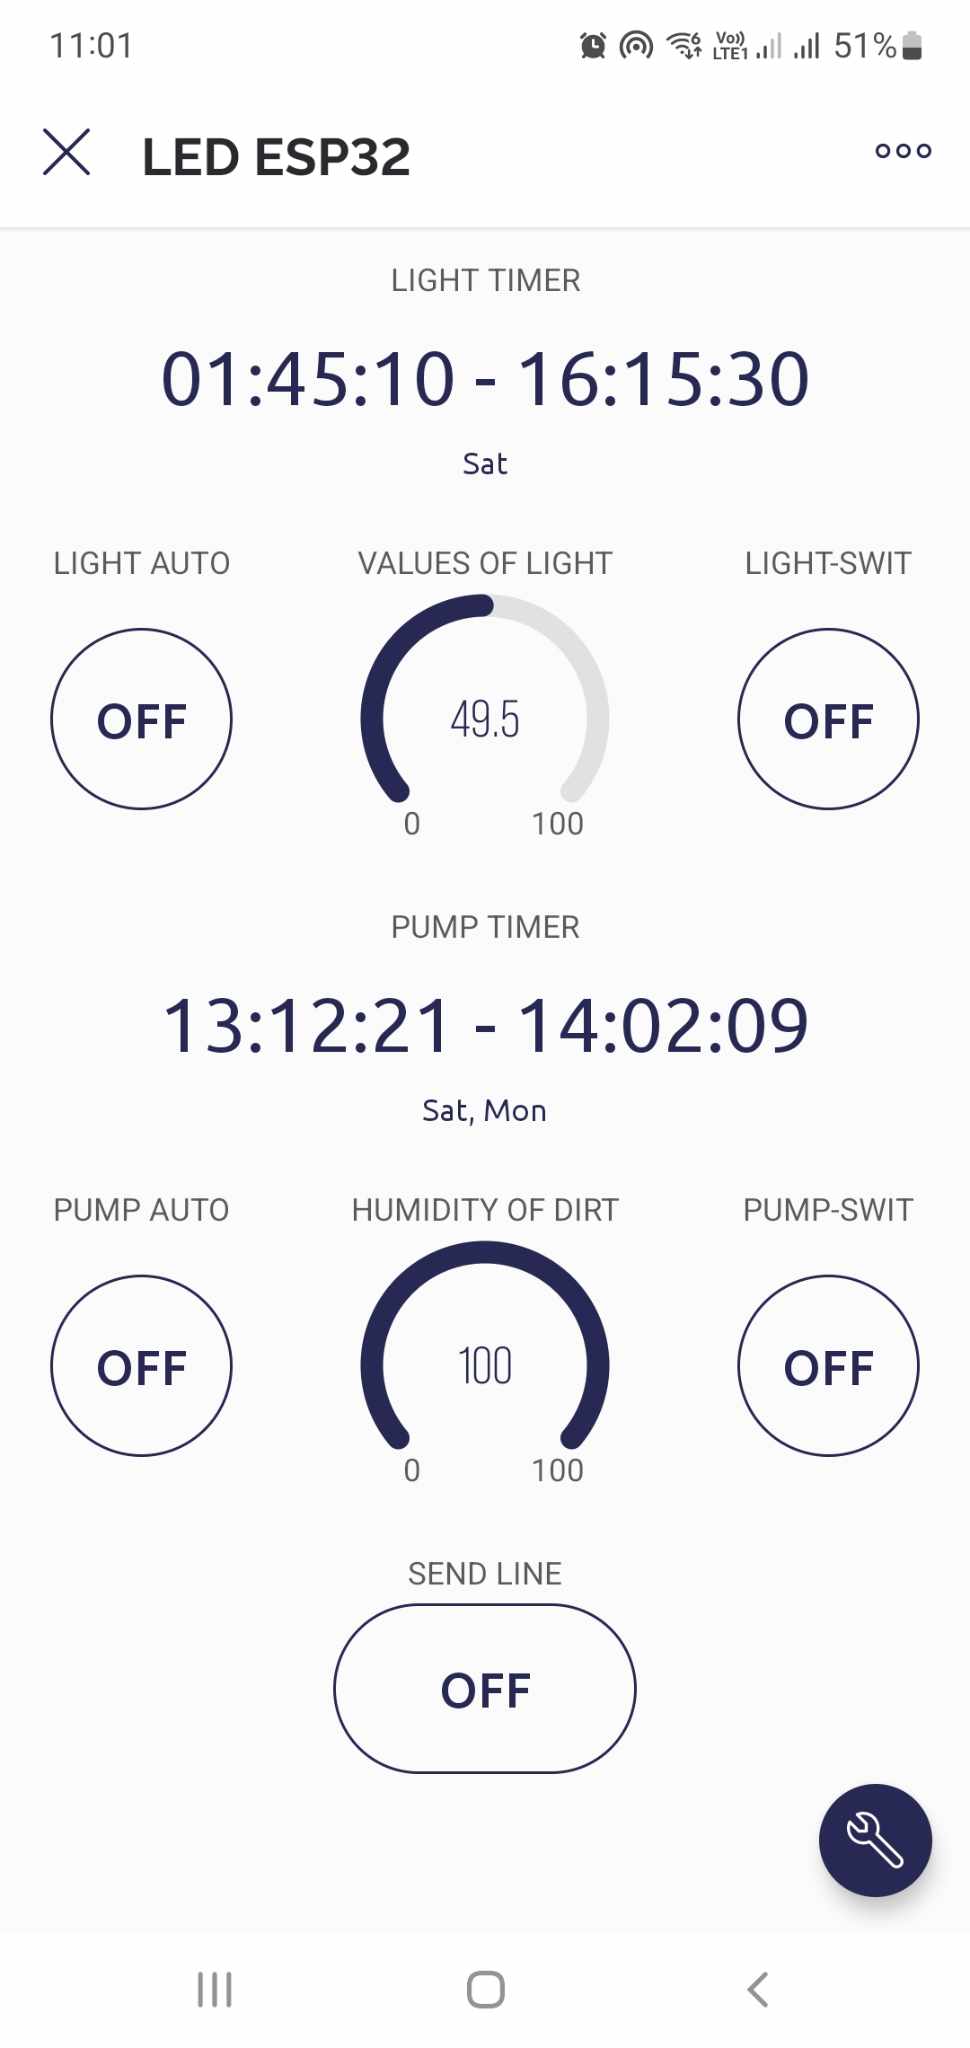 11:01 Vo)) LTE1 51%
LED ESP32
LIGHT TIMER
01:45:10 - 16:15:30
Sat
LIGHT AUTO VALUES OF LIGHT LIGHT-SWIT
OFF 49.5 OFF
0 100
PUMP TIMER
13:12:21 - 14:02:09
Sat, Mon
PUMP AUTO HUMIDITY OF DIRT PUMP-SWIT
OFF 100 OFF
0 100
SEND LINE
OFF